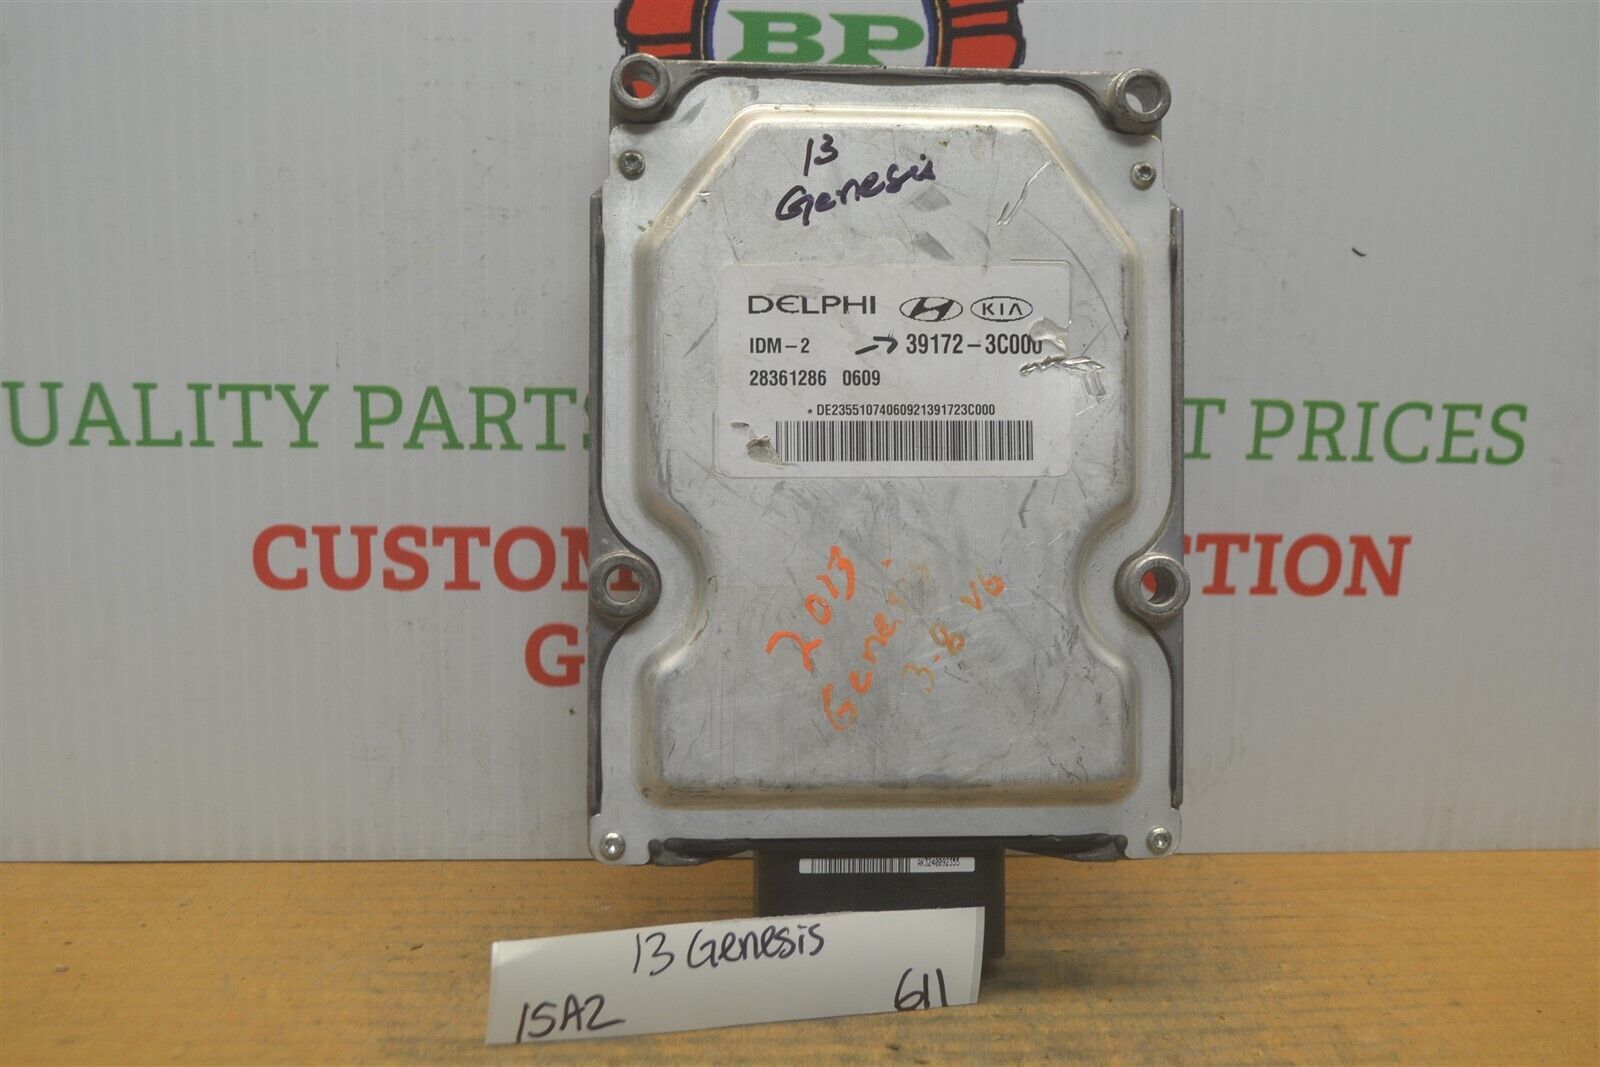 BP
13
Genesis
DELPHI KIA
IDM-2 39172-3C000
28361286 0609
* DE23551074060921391723C000
UALITY PARTS T PRICES
CUSTOM TION
G
2013
Genesis
3.8 V6
AK3240092355
13 Genesis
15A2 611